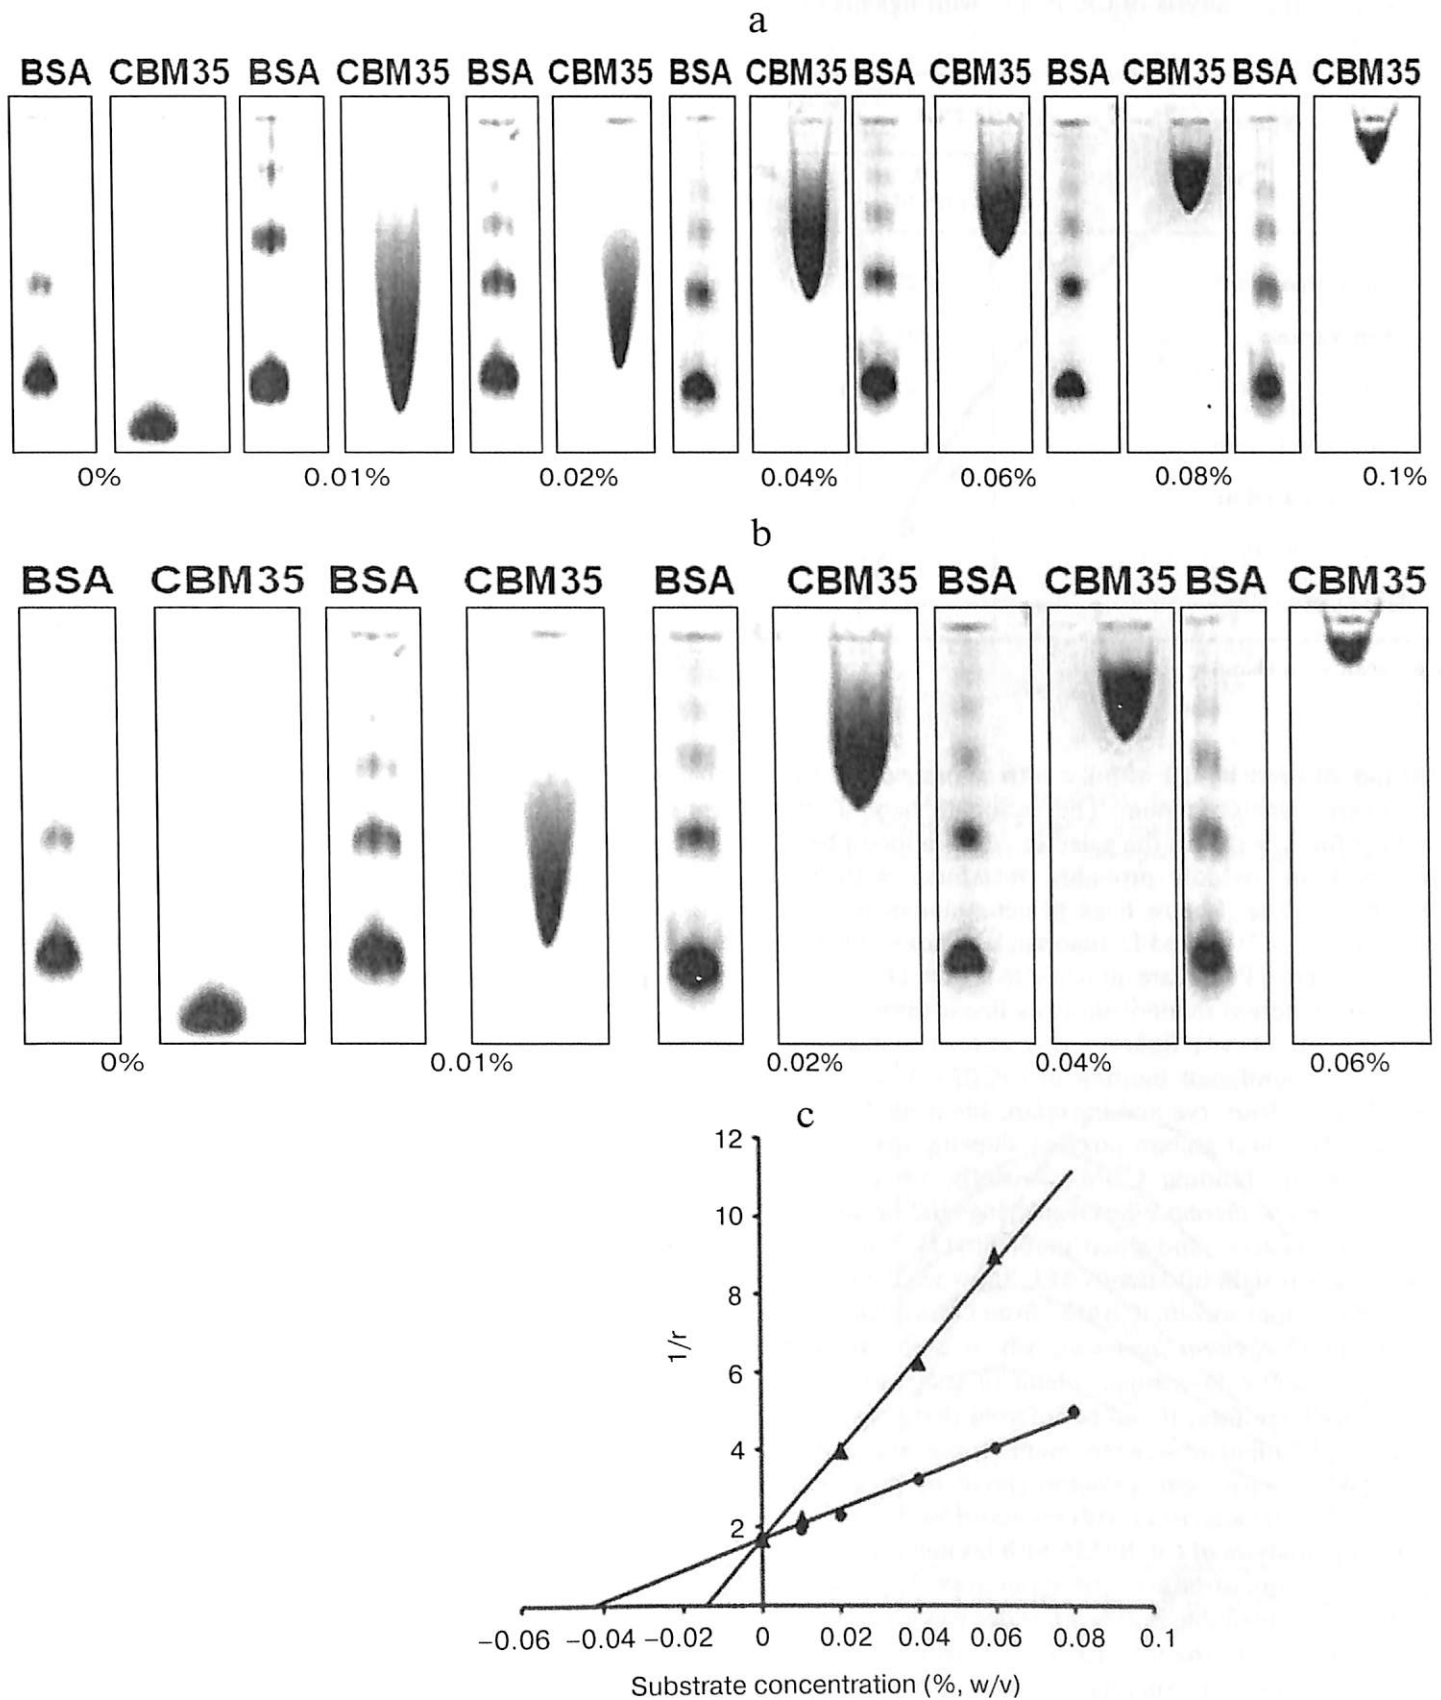 a
BSA CBM35 BSA CBM35 BSA CBM35 BSA CBM35 BSA CBM35 BSA CBM35 BSA CBM35
0% 0.01% 0.02% 0.04% 0.06% 0.08% 0.1%
b
BSA CBM35 BSA CBM35 BSA CBM35 BSA CBM35 BSA CBM35
0% 0.01% 0.02% 0.04% 0.06%
c
12
10
8
6
4
2
1/r
−0.06 −0.04 −0.02 0 0.02 0.04 0.06 0.08 0.1
Substrate concentration (%, w/v)